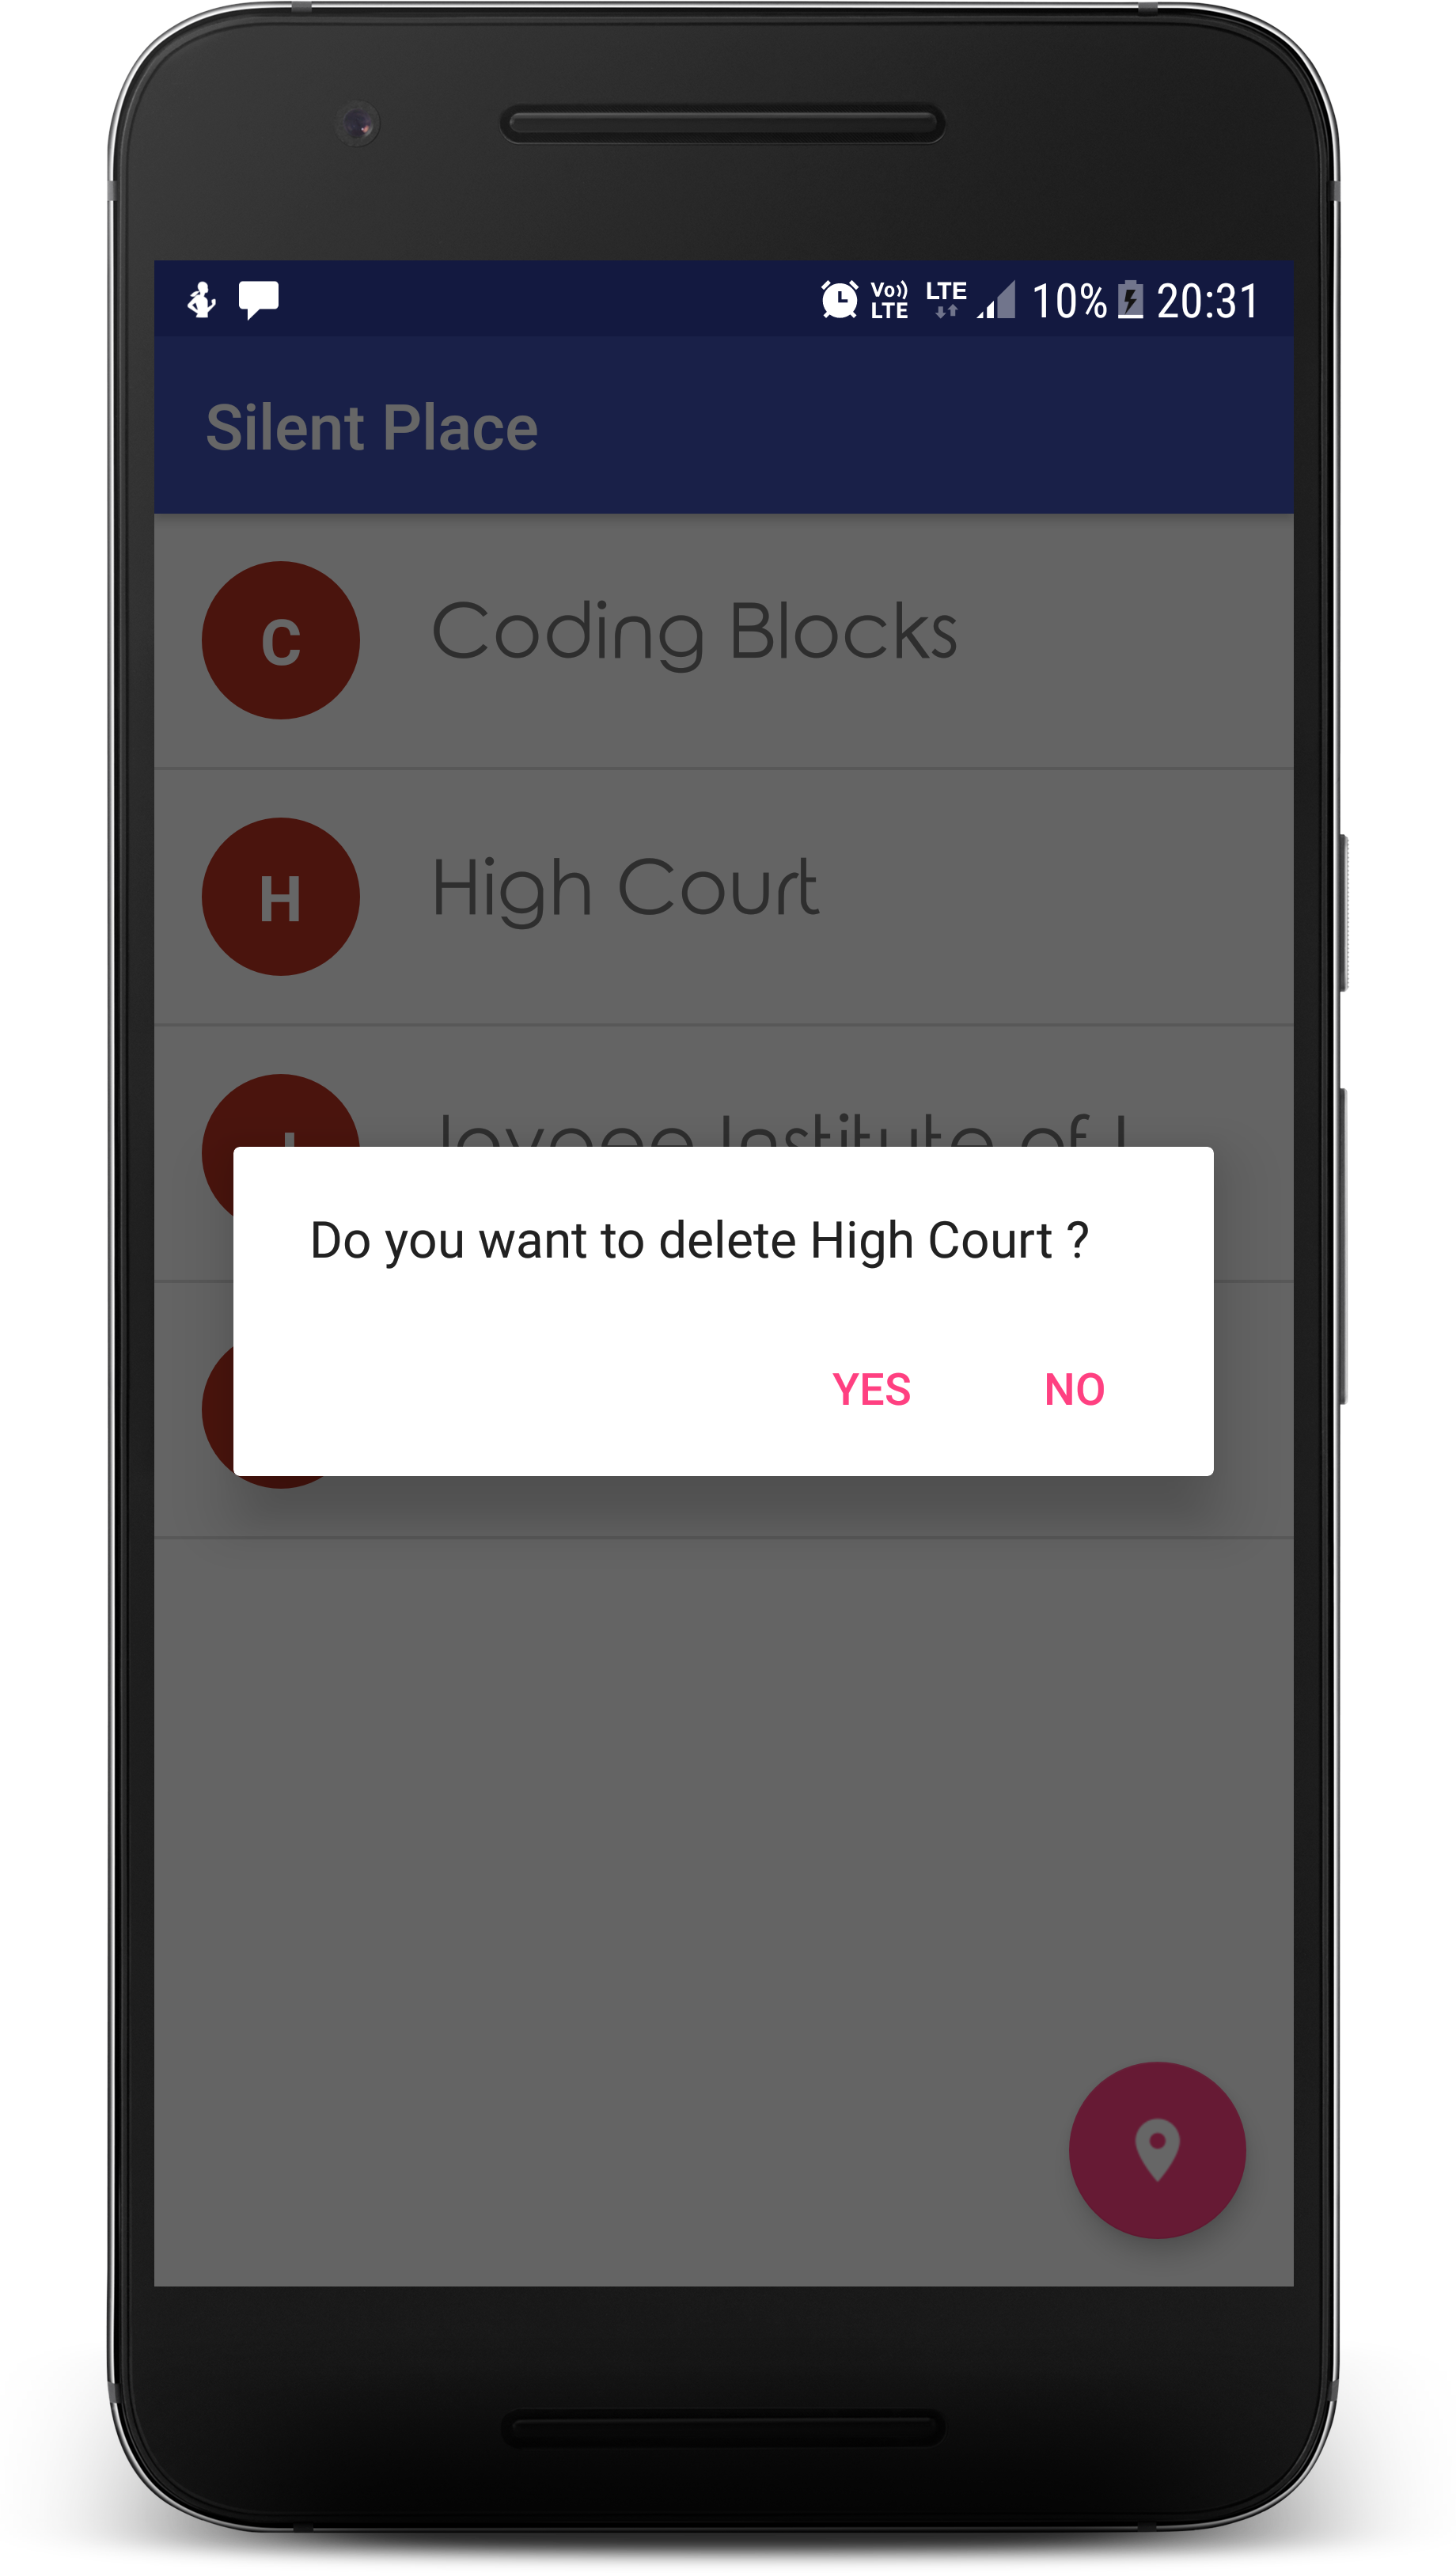 Vo)) LTE LTE 10% 20:31
Silent Place
C Coding Blocks
H High Court
Institute of
Do you want to delete High Court ?
YES NO